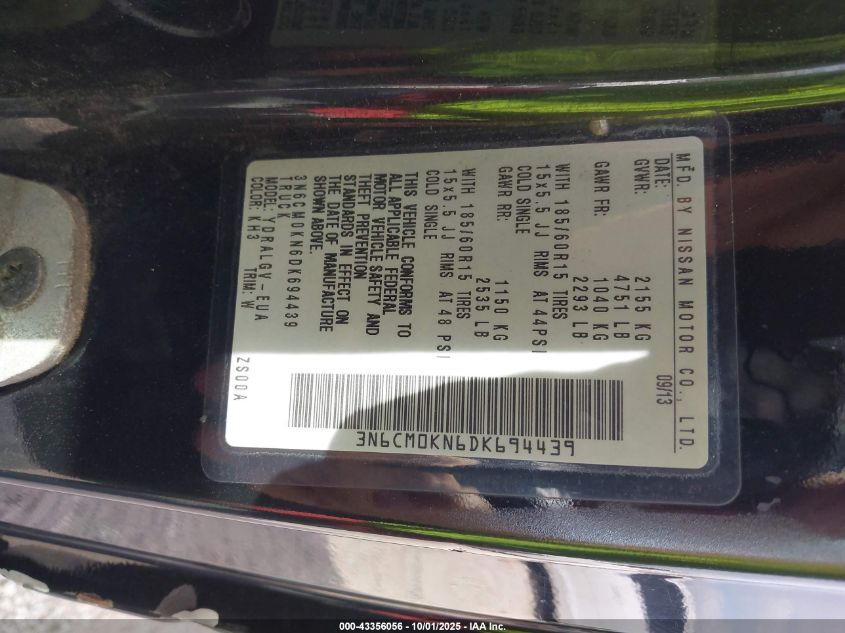 MFD. BY NISSAN MOTOR CO., LTD.
DATE: 09/13
GVWR: 2155 KG
4751 LB
GAWR FR: 1040 KG
2293 LB
WITH 185/60R15 TIRES
15x5.5 JJ RIMS AT 44PSI
COLD SINGLE
GAWR RR: 1150 KG
2535 LB
WITH 185/60R15 TIRES
15x5.5 JJ RIMS AT 48 PSI
COLD SINGLE
THIS VEHICLE CONFORMS TO
ALL APPLICABLE FEDERAL
MOTOR VEHICLE SAFETY AND
THEFT PREVENTION
STANDARDS IN EFFECT ON
THE DATE OF MANUFACTURE
SHOWN ABOVE.
3N6CM0KN6DK694439
TRUCK
MODEL: YDRALGV-EUA
COLOR: KH3 TRIM: W
ZS00A
3N6CM0KN6DK694439
000-43356056 - 10/01/2025 - IAA Inc.